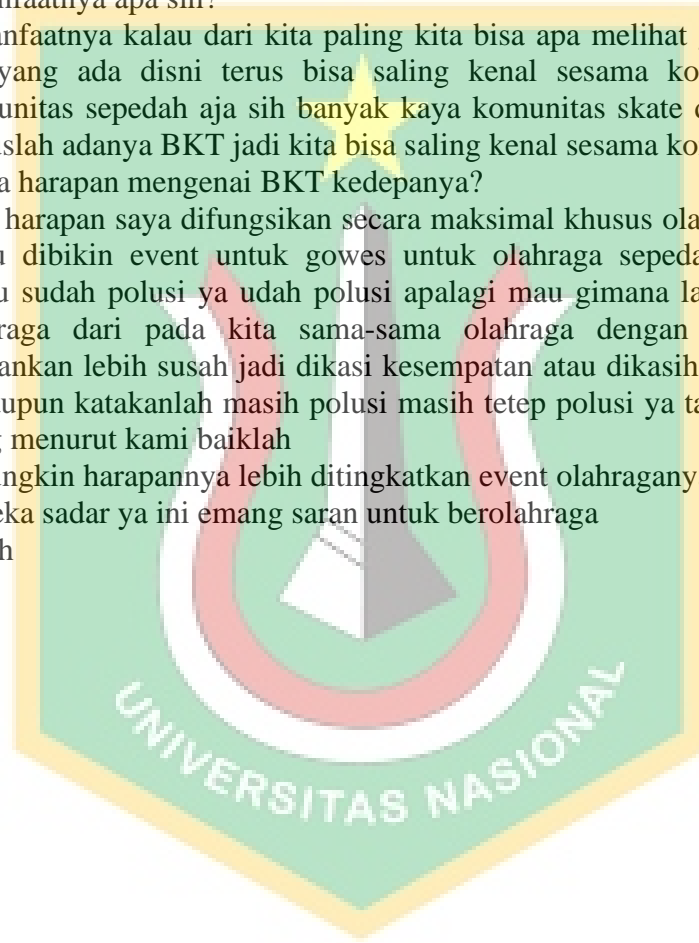 nfaatnya apa sih?
anfaatnya kalau dari kita paling kita bisa apa melihat
yang ada disni terus bisa saling kenal sesama ko
unitas sepedah aja sih banyak kaya komunitas skate
uslah adanya BKT jadi kita bisa saling kenal sesama ko
a harapan mengenai BKT kedepanya?
harapan saya difungsikan secara maksimal khusus ola
u dibikin event untuk gowes untuk olahraga seped
u sudah polusi ya udah polusi apalagi mau gimana la
raga dari pada kita sama-sama olahraga dengan
ankan lebih susah jadi dikasi kesempatan atau dikasih
aupun katakanlah masih polusi masih tetep polusi ya ta
g menurut kami baiklah
ungkin harapannya lebih ditingkatkan event olahragany
eka sadar ya ini emang saran untuk berolahraga
h
UNIVERSITAS NASIONAL